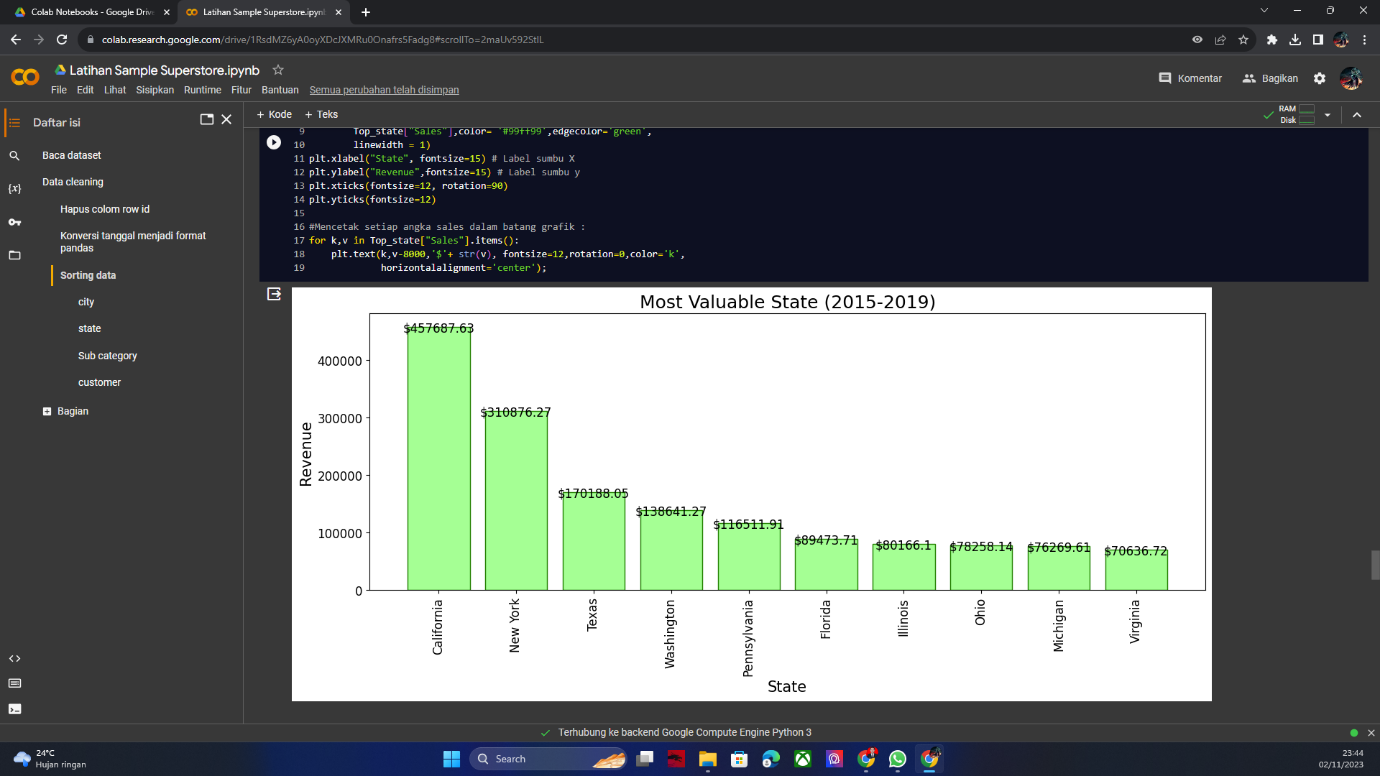 Colab Notebooks - Google Driv
Latihan Sample Superstore.ipynb
colab.research.google.com/drive/1RsdMZ6yA0oyXDcJXMRu0Onafrs5Fadg8#scrollTo=2maUv592StlL
Latihan Sample Superstore.ipynb
File Edit Lihat Sisipkan Runtime Fitur Bantuan Semua perubahan telah disimpan
Komentar Bagikan
Daftar isi
+ Kode + Teks
RAM
Disk
Baca dataset
Data cleaning
Hapus colom row id
Konversi tanggal menjadi format
pandas
Sorting data
city
state
Sub category
customer
Bagian
9 Top_state["Sales"],color= '#99ff99',edgecolor='green',
10 linewidth = 1)
11 plt.xlabel("State", fontsize=15) # Label sumbu X
12 plt.ylabel("Revenue",fontsize=15) # Label sumbu y
13 plt.xticks(fontsize=12, rotation=90)
14 plt.yticks(fontsize=12)
15
16 #Mencetak setiap angka sales dalam batang grafik :
17 for k,v in Top_state["Sales"].items():
18 plt.text(k,v-8000,'$'+ str(v), fontsize=12,rotation=0,color='k',
19 horizontalalignment='center');
Most Valuable State (2015-2019)
Revenue
400000
300000
200000
100000
0
$457687.63
$310876.27
$170188.05
$138641.27
$116511.91
$89473.71
$80166.1
$78258.14
$76269.61
$70636.72
California
New York
Texas
Washington
Pennsylvania
Florida
Illinois
Ohio
Michigan
Virginia
State
Terhubung ke backend Google Compute Engine Python 3
24°C
Hujan ringan
Search
23:44
02/11/2023